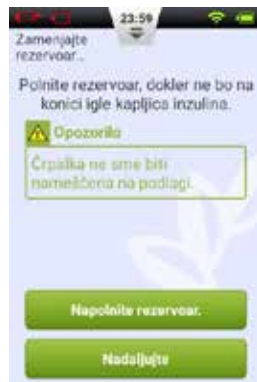 23:59
Zamenjajte
rezervoar...
Polnite rezervoar, dokler ne bo na
konici igle kapljica inzulina.
Opozorilo
Črpalka ne sme biti
nameščena na podlagi.
Napolnite rezervoar.
Nadaljujte